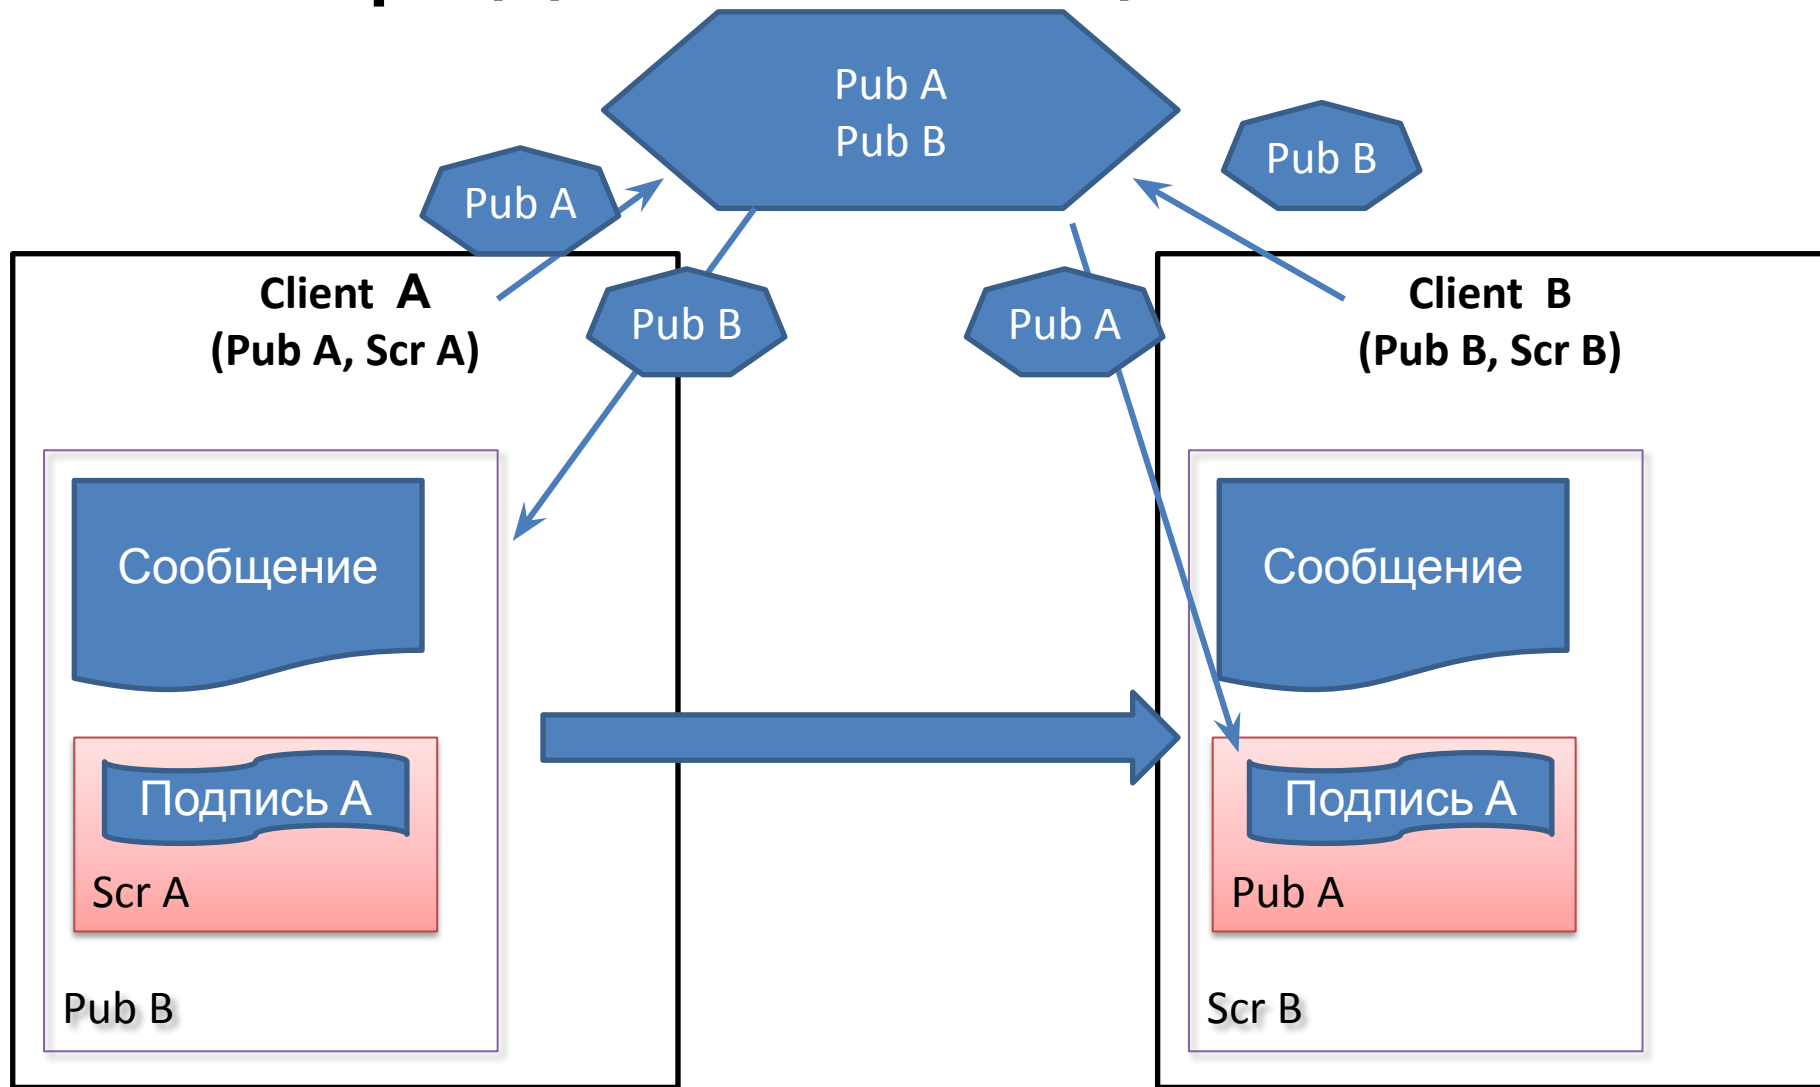 Pub A
Pub B
Pub A
Pub B
Client A
(Pub A, Scr A)
Pub B
Pub A
Client B
(Pub B, Scr B)
Сообщение
Подпись А
Scr A
Pub B
Сообщение
Подпись А
Pub A
Scr B